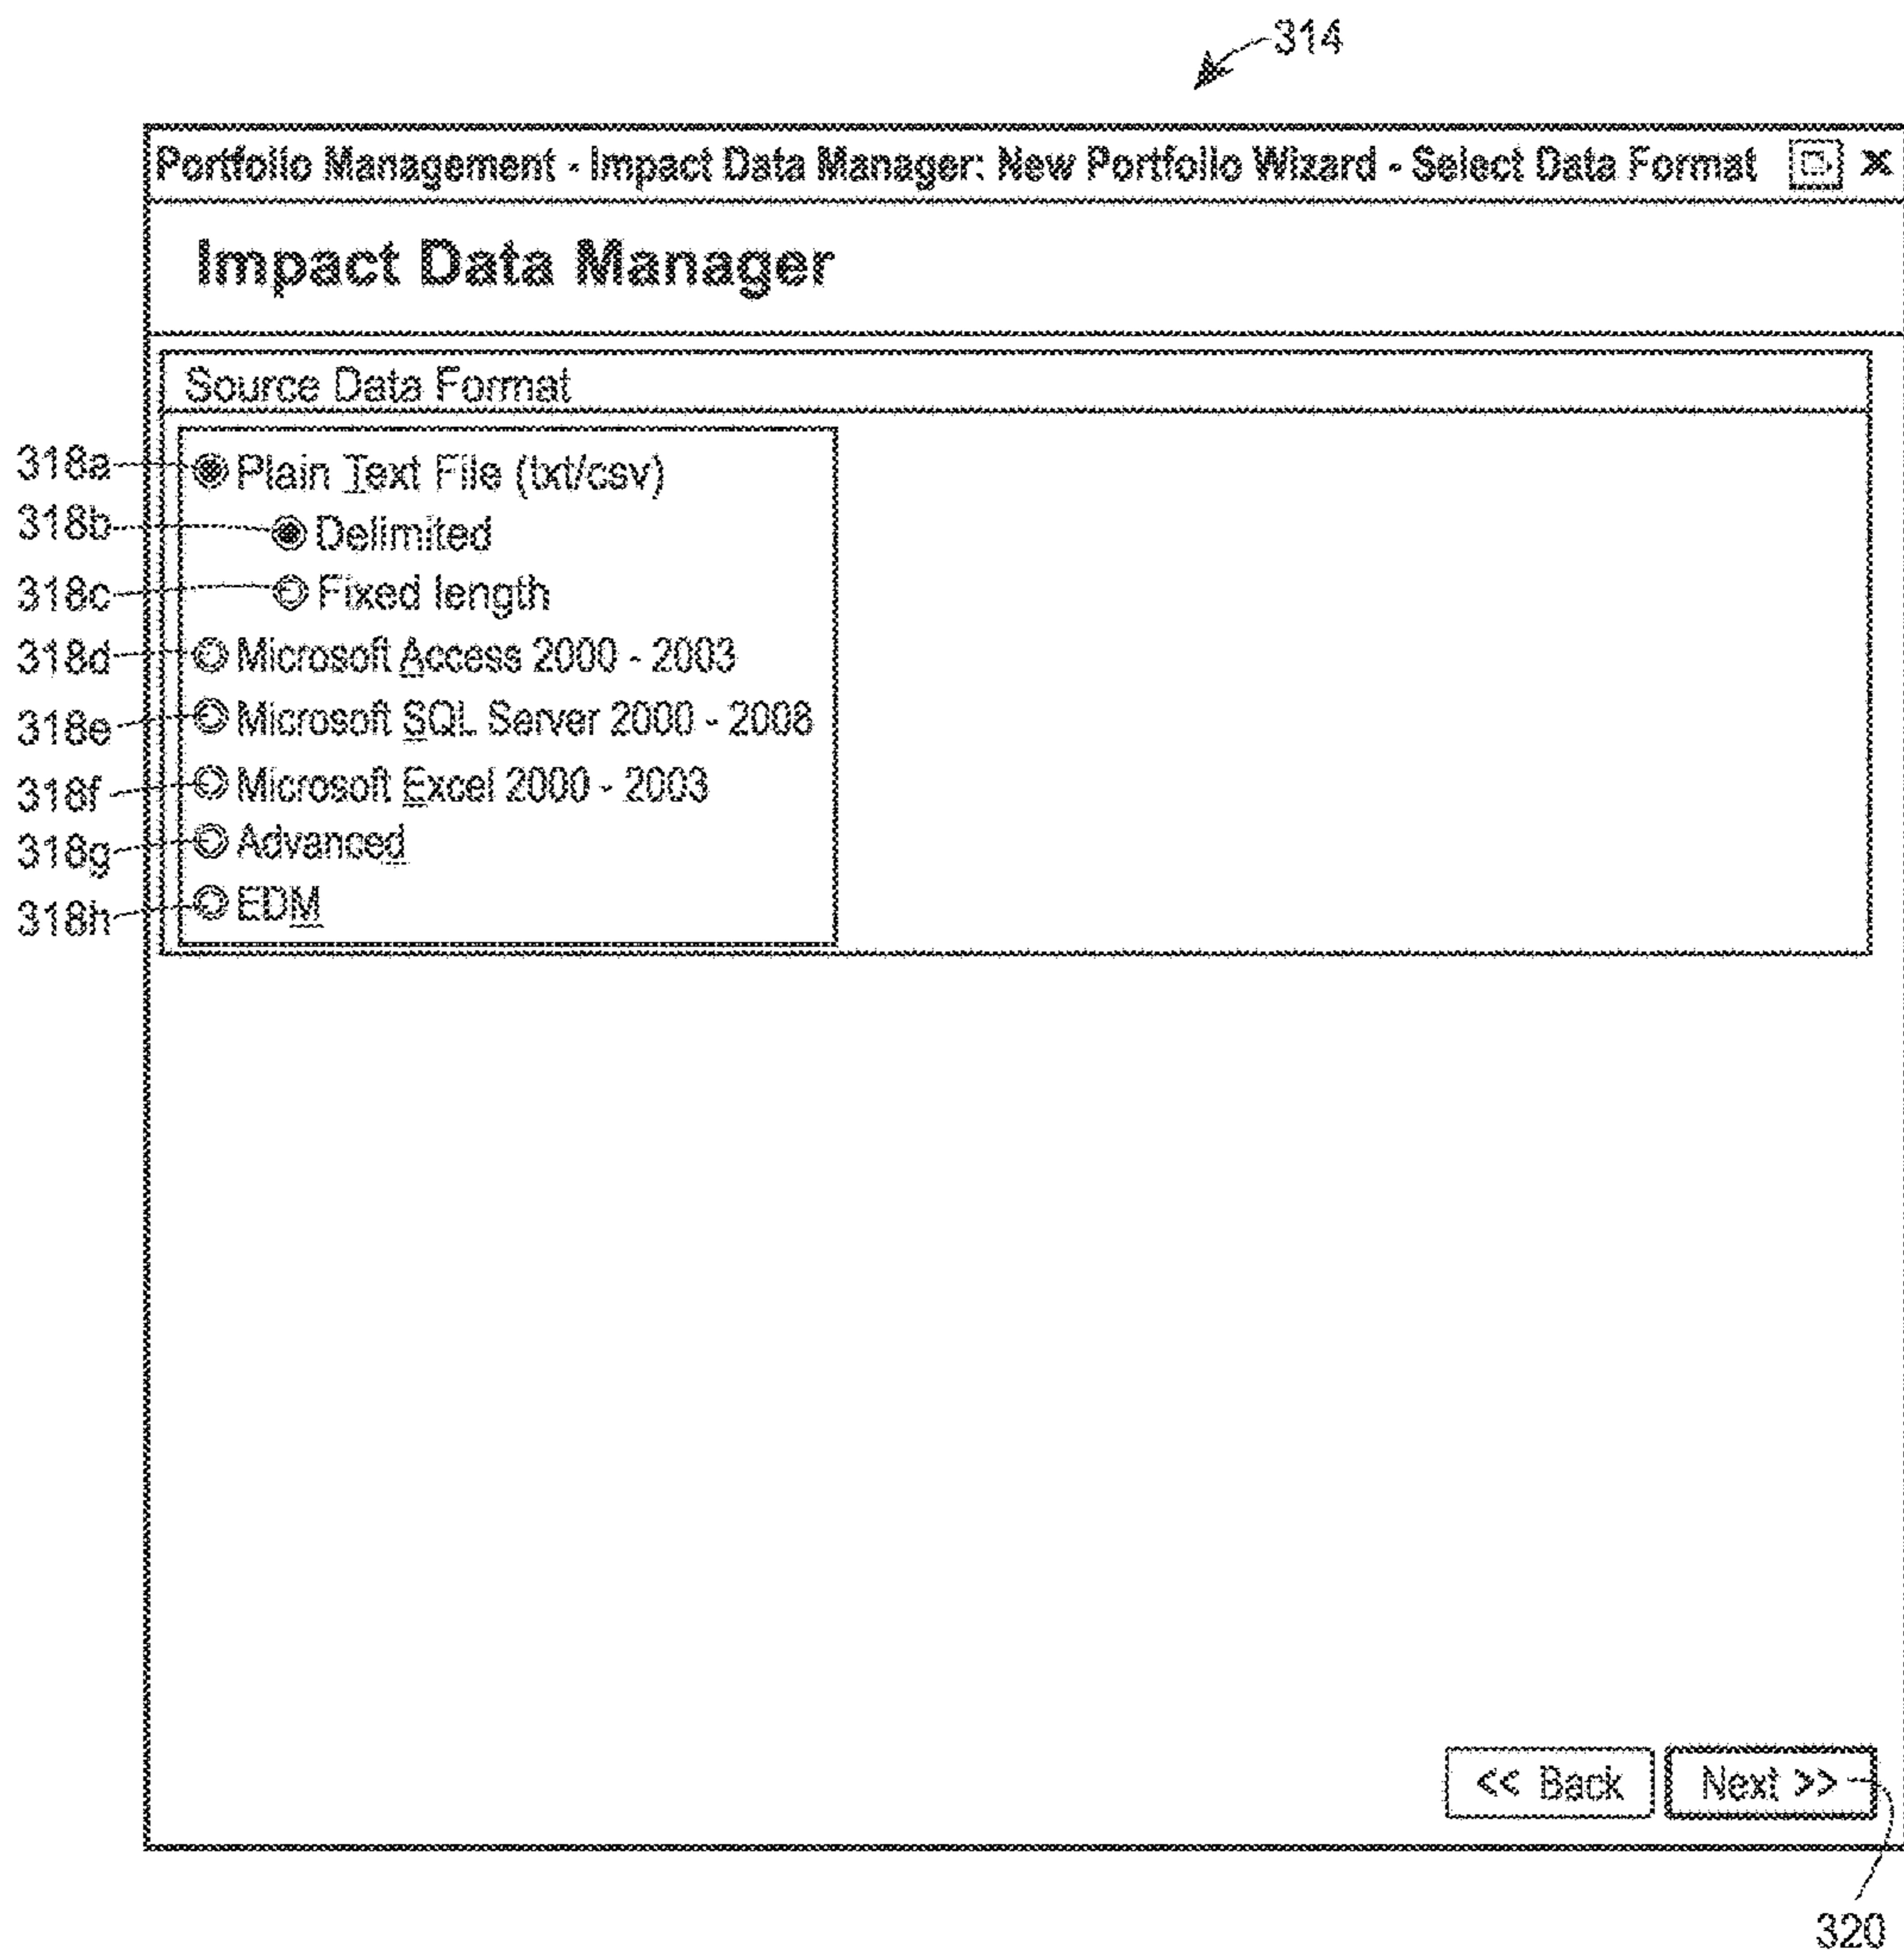 314
Portfolio Management - Impact Data Manager: New Portfolio Wizard - Select Data Format X
Impact Data Manager
Source Data Format
318a Plain Text File (txt/csv)
318b Delimited
318c Fixed length
318d Microsoft Access 2000 - 2003
318e Microsoft SQL Server 2000 - 2008
318f Microsoft Excel 2000 - 2003
318g Advanced
318h EDM
<< Back Next >>
320